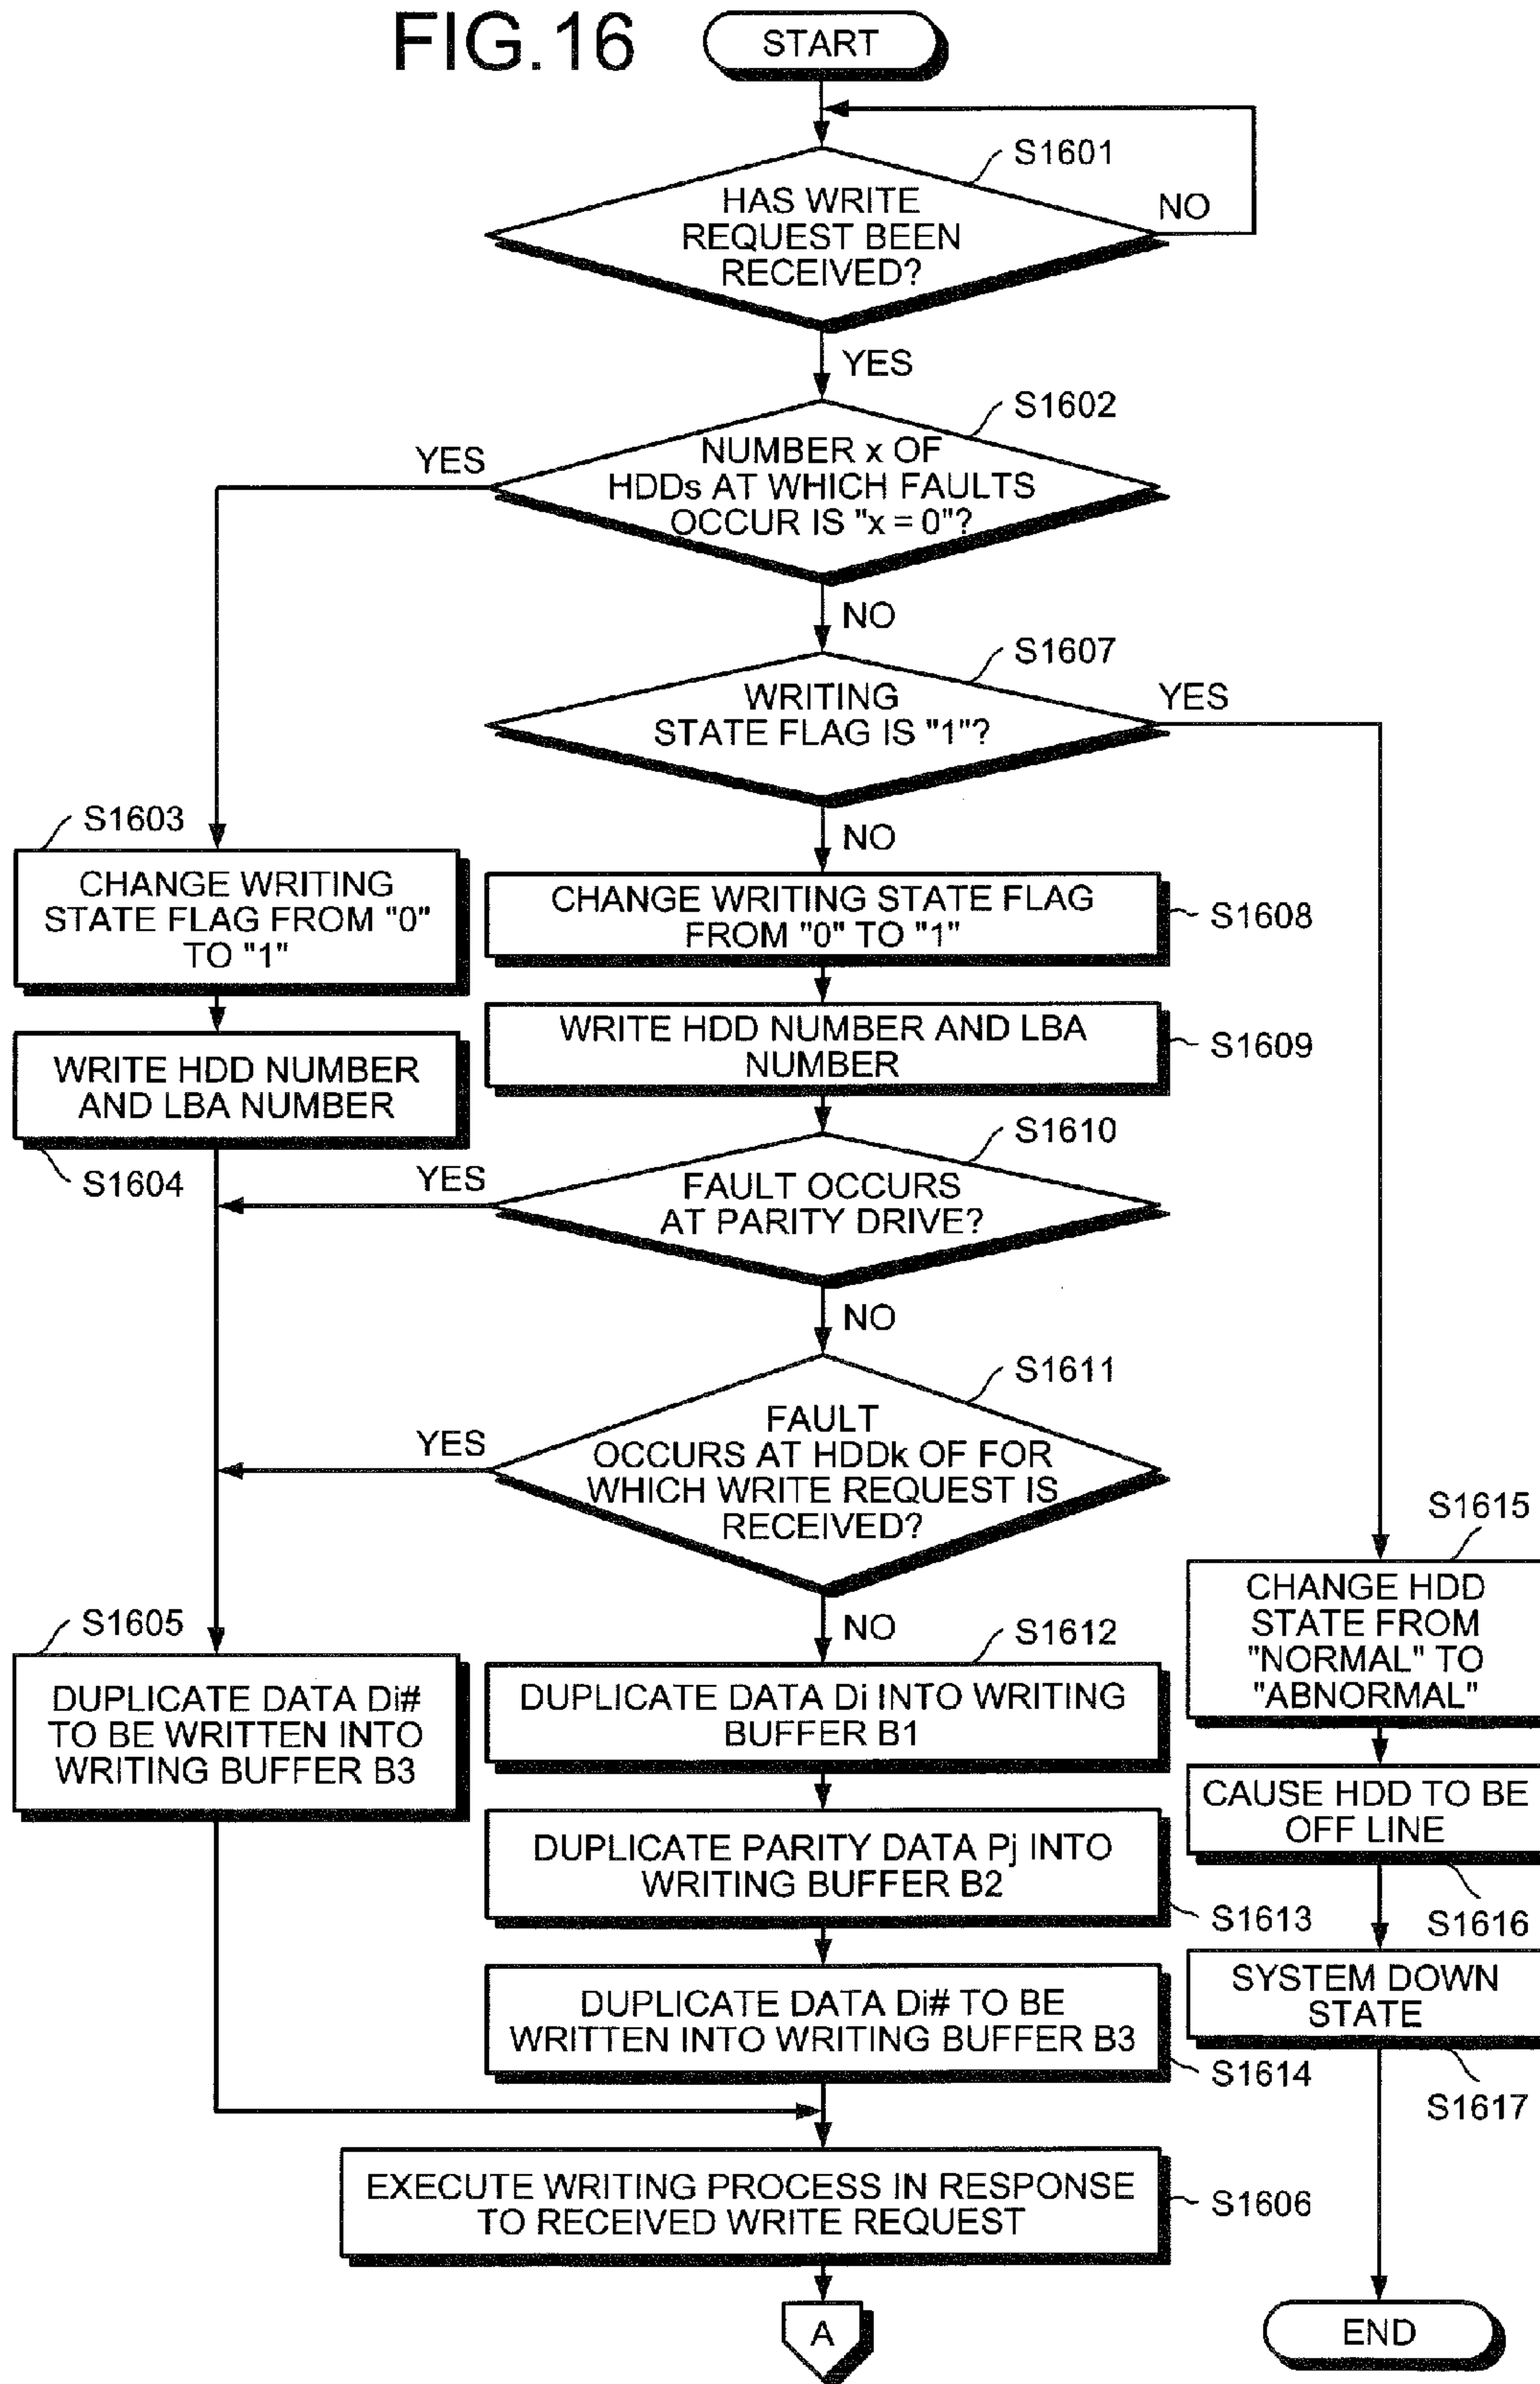 FIG.16
START
S1601
HAS WRITE
REQUEST BEEN
RECEIVED?
NO
YES
S1602
NUMBER x OF
HDDs AT WHICH FAULTS
OCCUR IS "x = 0"?
YES
NO
S1607
WRITING
STATE FLAG IS "1"?
YES
NO
S1603
CHANGE WRITING
STATE FLAG FROM "0"
TO "1"
CHANGE WRITING STATE FLAG
FROM "0" TO "1"
S1608
WRITE HDD NUMBER
AND LBA NUMBER
S1604
WRITE HDD NUMBER AND LBA
NUMBER
S1609
S1610
YES
FAULT OCCURS
AT PARITY DRIVE?
NO
S1611
YES
FAULT
OCCURS AT HDDk OF FOR
WHICH WRITE REQUEST IS
RECEIVED?
NO
S1605
DUPLICATE DATA Di#
TO BE WRITTEN INTO
WRITING BUFFER B3
S1612
DUPLICATE DATA Di INTO WRITING
BUFFER B1
DUPLICATE PARITY DATA Pj INTO
WRITING BUFFER B2
S1613
DUPLICATE DATA Di# TO BE
WRITTEN INTO WRITING BUFFER B3
S1614
S1615
CHANGE HDD
STATE FROM
"NORMAL" TO
"ABNORMAL"
CAUSE HDD TO BE
OFF LINE
S1616
SYSTEM DOWN
STATE
S1617
EXECUTE WRITING PROCESS IN RESPONSE
TO RECEIVED WRITE REQUEST
S1606
A
END